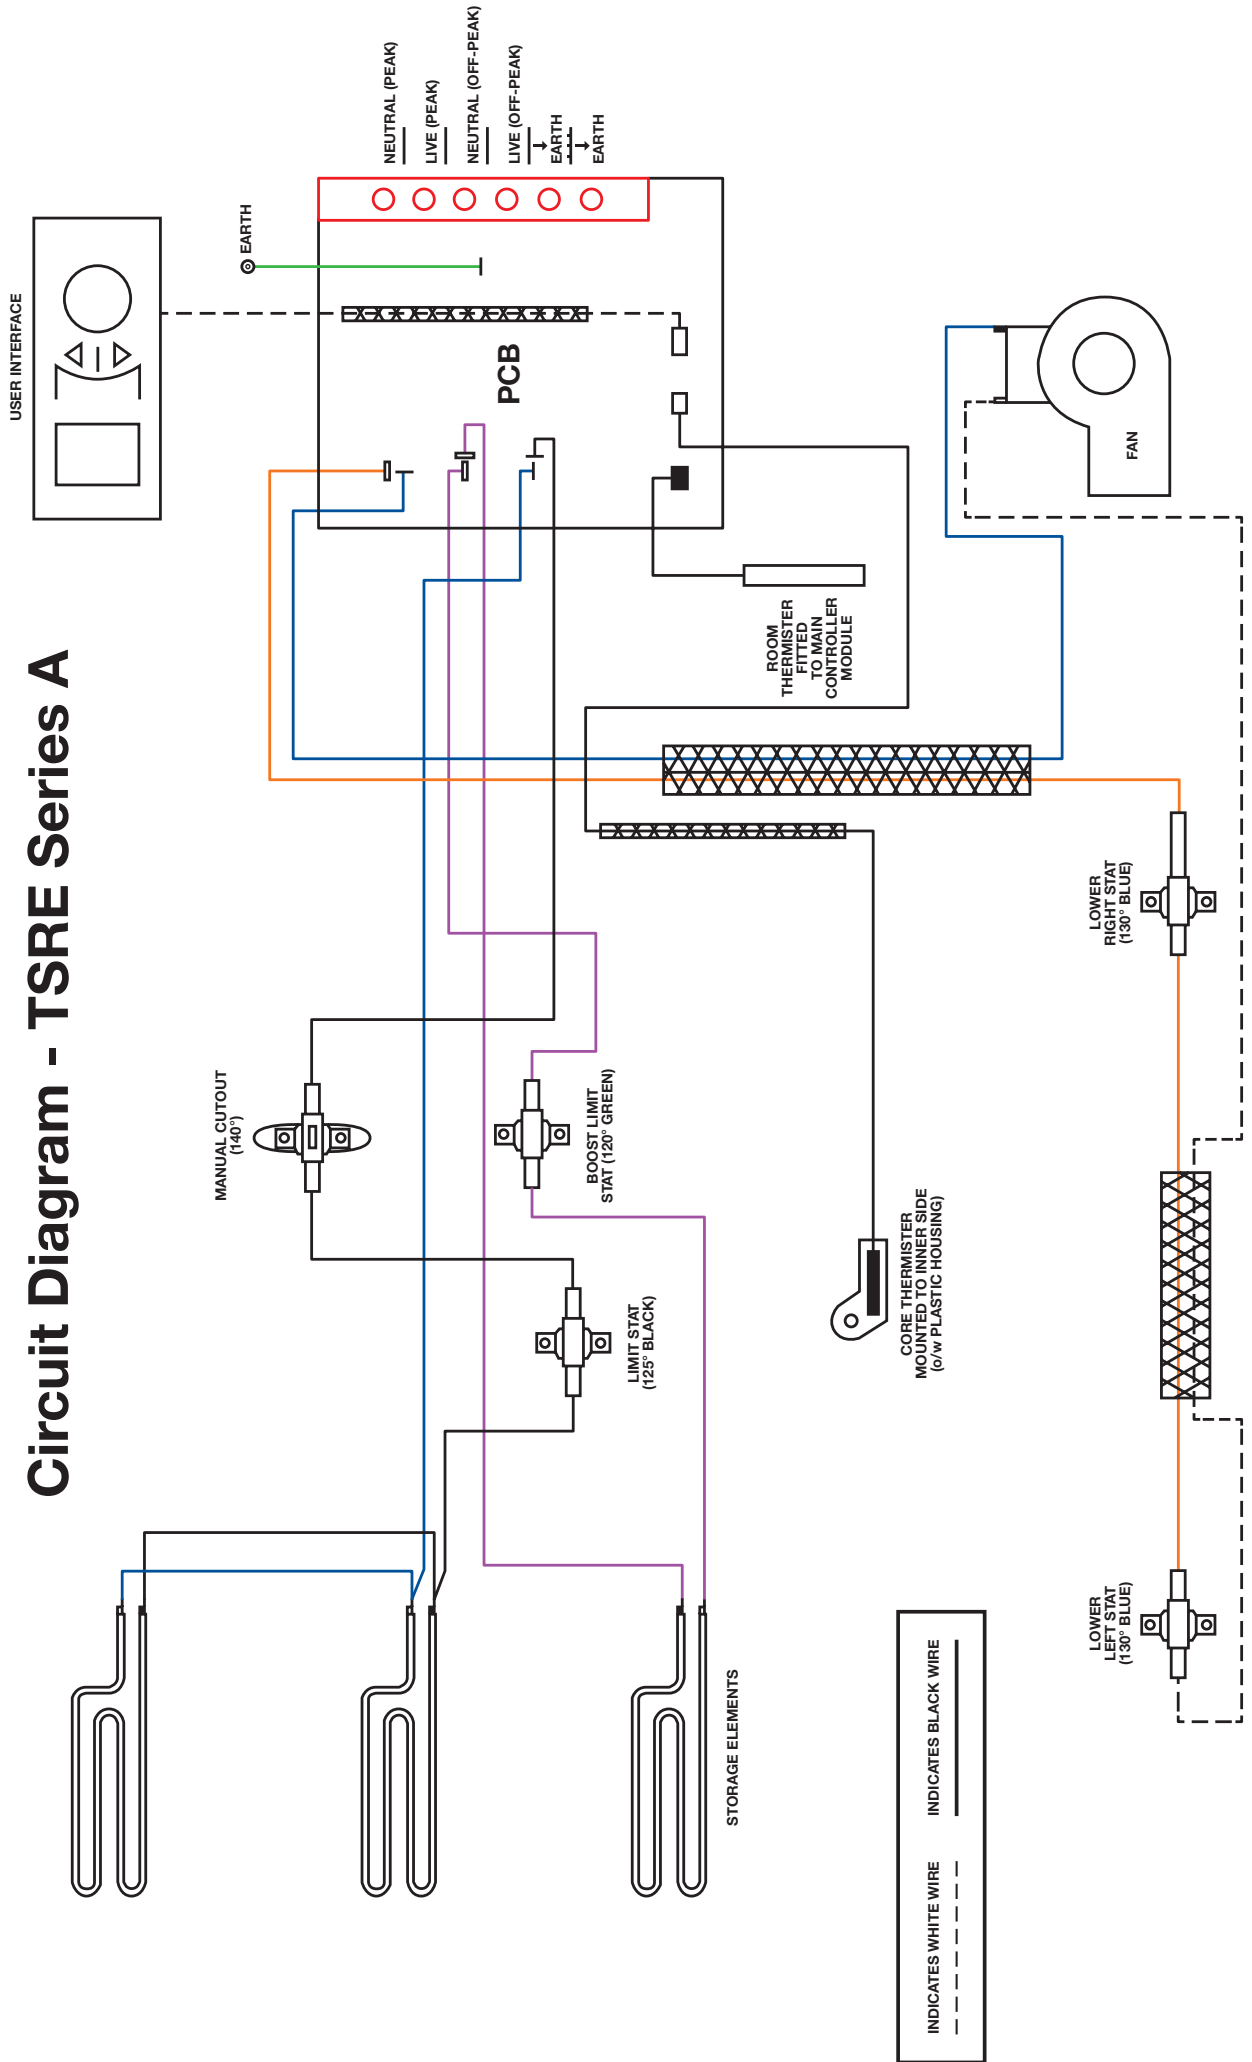 Circuit Diagram - TSRE Series A
USER INTERFACE
EARTH
NEUTRAL (PEAK)
LIVE (PEAK)
NEUTRAL (OFF-PEAK)
LIVE (OFF-PEAK)
EARTH
EARTH
PCB
MANUAL CUTOUT
(140°)
BOOST LIMIT
STAT (120° GREEN)
LIMIT STAT
(125° BLACK)
ROOM
THERMISTER
FITTED
TO MAIN
CONTROLLER
MODULE
FAN
STORAGE ELEMENTS
CORE THERMISTER
MOUNTED TO INNER SIDE
(o/w PLASTIC HOUSING)
LOWER
RIGHT STAT
(130° BLUE)
LOWER
LEFT STAT
(130° BLUE)
INDICATES WHITE WIRE
INDICATES BLACK WIRE